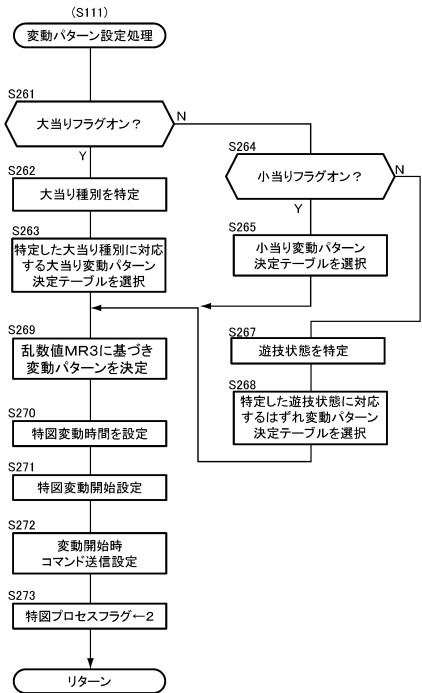 (S111)
変動パターン設定処理
S261
大当りフラグオン？
N
Y
S262
大当り種別を特定
S263
特定した大当り種別に対応
する大当り変動パターン
決定テーブルを選択
S264
小当りフラグオン？
N
Y
S265
小当り変動パターン
決定テーブルを選択
S267
遊技状態を特定
S268
特定した遊技状態に対応
するはずれ変動パターン
決定テーブルを選択
S269
乱数値MR3に基づき
変動パターンを決定
S270
特図変動時間を設定
S271
特図変動開始設定
S272
変動開始時
コマンド送信設定
S273
特図プロセスフラグ←2
リターン